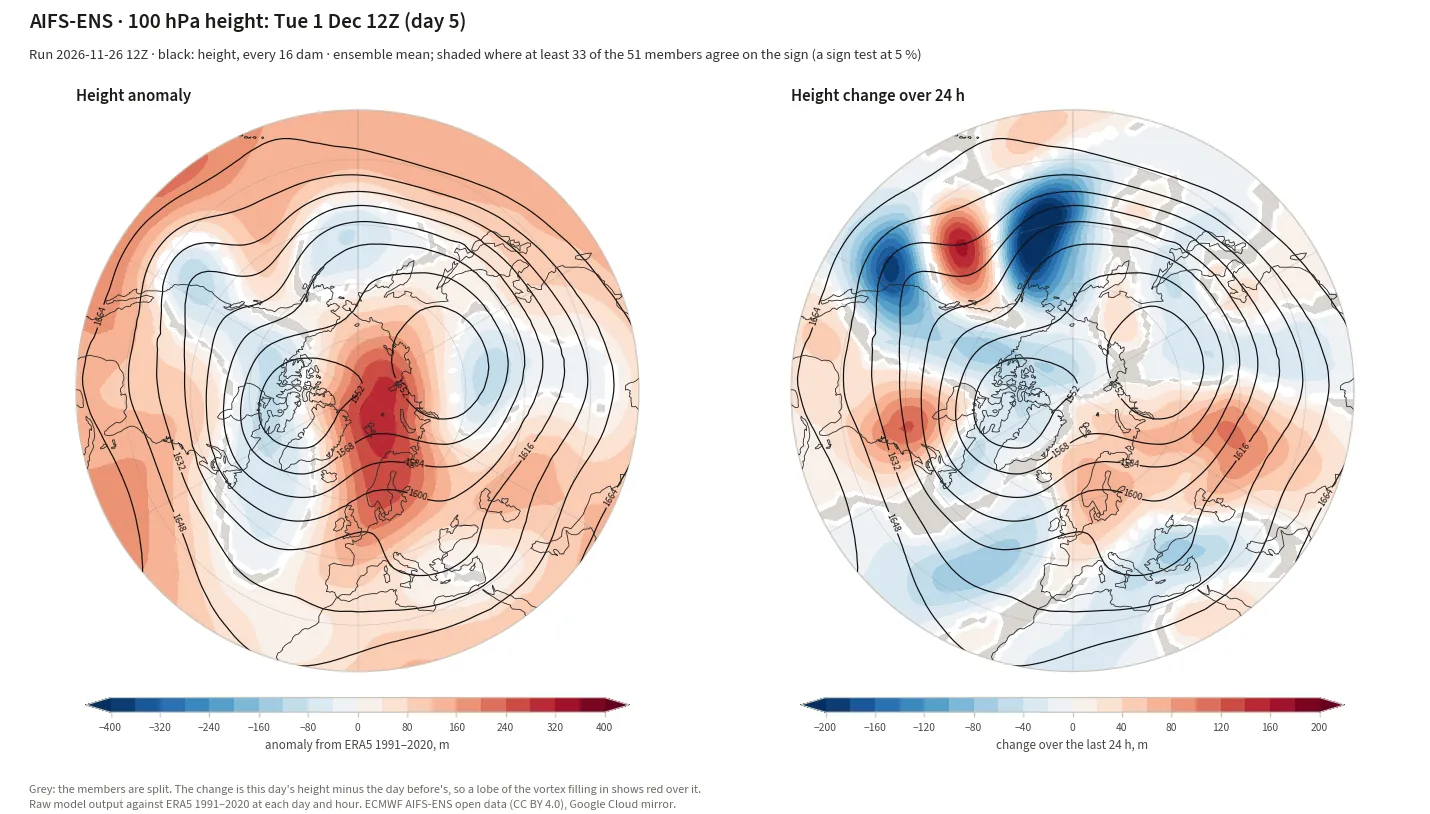 AIFS-ENS · 100 hPa height: Tue 1 Dec 12Z (day 5)
Run 2026-11-26 12Z · black: height, every 16 dam · ensemble mean; shaded where at least 33 of the 51 members agree on the sign (a sign test at 5 %)
Height anomaly
Height change over 24 h
1664
1632
1648
1552
1568
1584
1600
1616
1664
1664
1632
1648
1552
1568
1584
1600
1616
1664
−400 −320 −240 −160 −80 0 80 160 240 320 400
anomaly from ERA5 1991–2020, m
−200 −160 −120 −80 −40 0 40 80 120 160 200
change over the last 24 h, m
Grey: the members are split. The change is this day's height minus the day before's, so a lobe of the vortex filling in shows red over it.
Raw model output against ERA5 1991–2020 at each day and hour. ECMWF AIFS-ENS open data (CC BY 4.0), Google Cloud mirror.